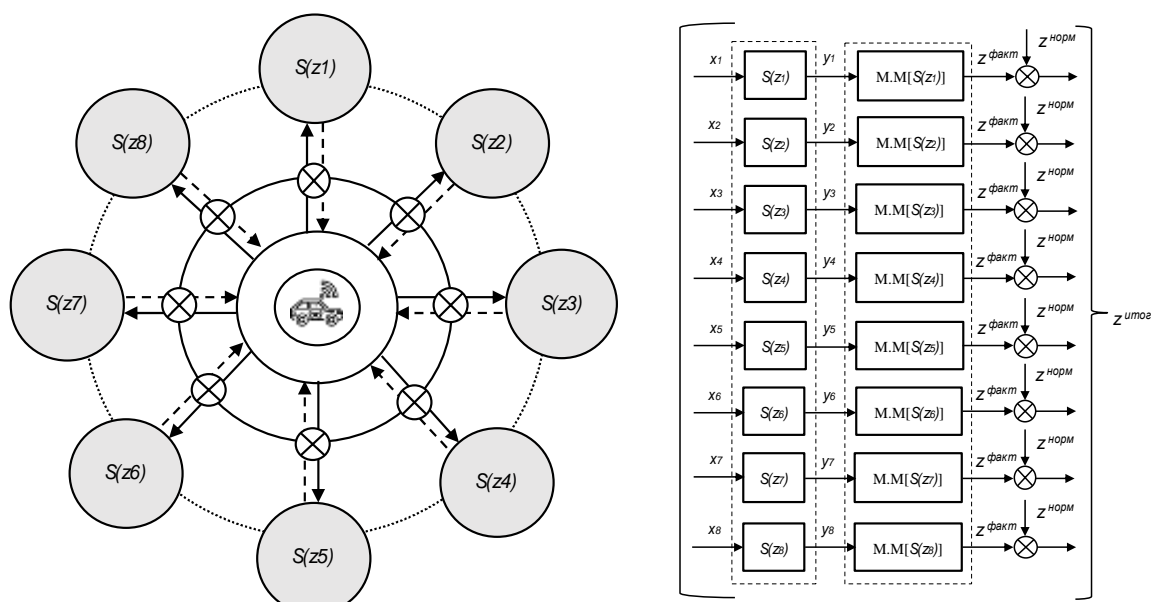 S(z1)
S(z2)
S(z3)
S(z4)
S(z5)
S(z6)
S(z7)
S(z8)
x1 S(z1) y1 М.М[S(z1)] z факт z норм
x2 S(z2) y2 М.М[S(z2)] z факт z норм
x3 S(z3) y3 М.М[S(z3)] z факт z норм
x4 S(z4) y4 М.М[S(z4)] z факт z норм
x5 S(z5) y5 М.М[S(z5)] z факт z норм
x6 S(z6) y6 М.М[S(z6)] z факт z норм
x7 S(z7) y7 М.М[S(z7)] z факт z норм
x8 S(z8) y8 М.М[S(z8)] z факт z норм
z итог